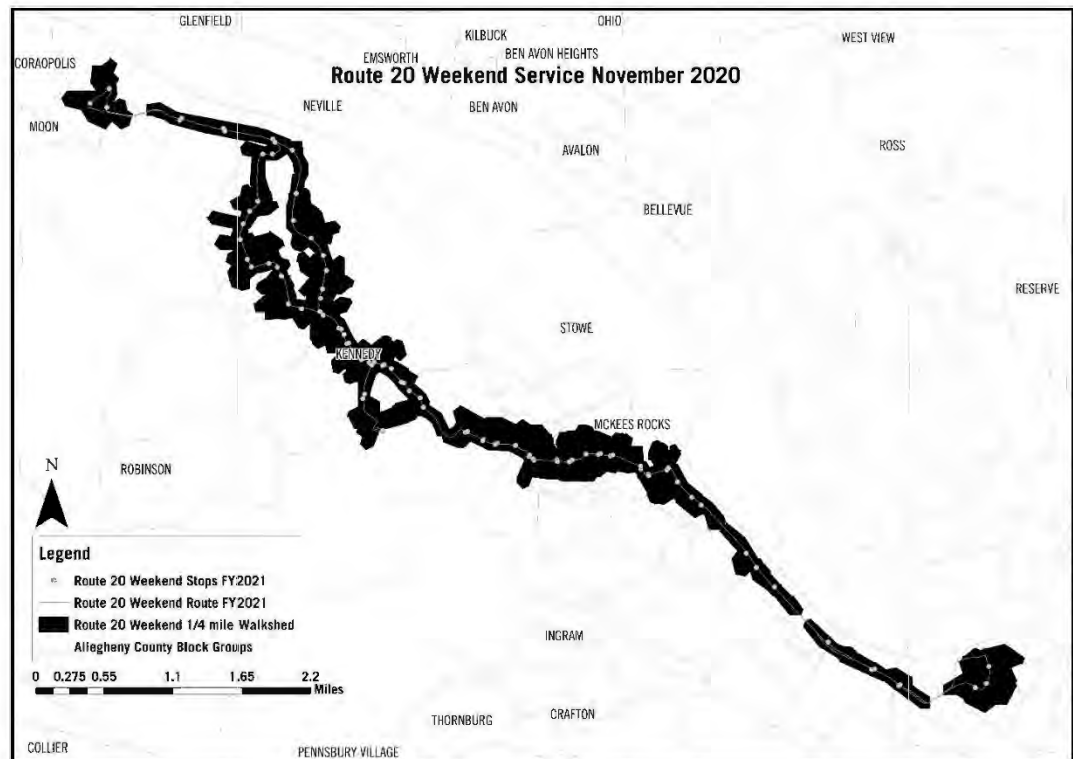 GLENFIELD
OHIO
KILBUCK
WEST VIEW
EMSWORTH
BEN AVON HEIGHTS
CORAOPOLIS
Route 20 Weekend Service November 2020
NEVILLE
BEN AVON
MOON
AVALON
ROSS
BELLEVUE
RESERVE
STOWE
KENNEDY
MCKEES ROCKS
N
ROBINSON
Legend
Route 20 Weekend Stops FY2021
Route 20 Weekend Route FY2021
Route 20 Weekend 1/4 mile Walkshed
Allegheny County Block Groups
INGRAM
0 0.275 0.55 1.1 1.65 2.2
Miles
THORNBURG
CRAFTON
COLLIER
PENNSBURY VILLAGE